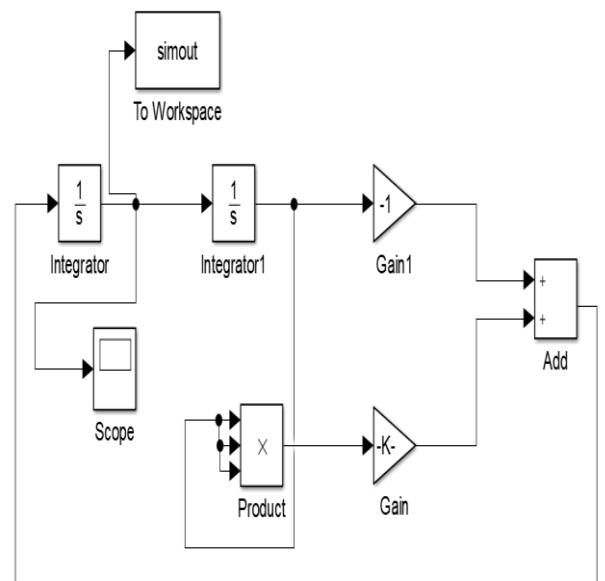 simout
To Workspace
1
s
Integrator
1
s
Integrator1
-1
Gain1
+
+
Add
Scope
×
Product
-K-
Gain